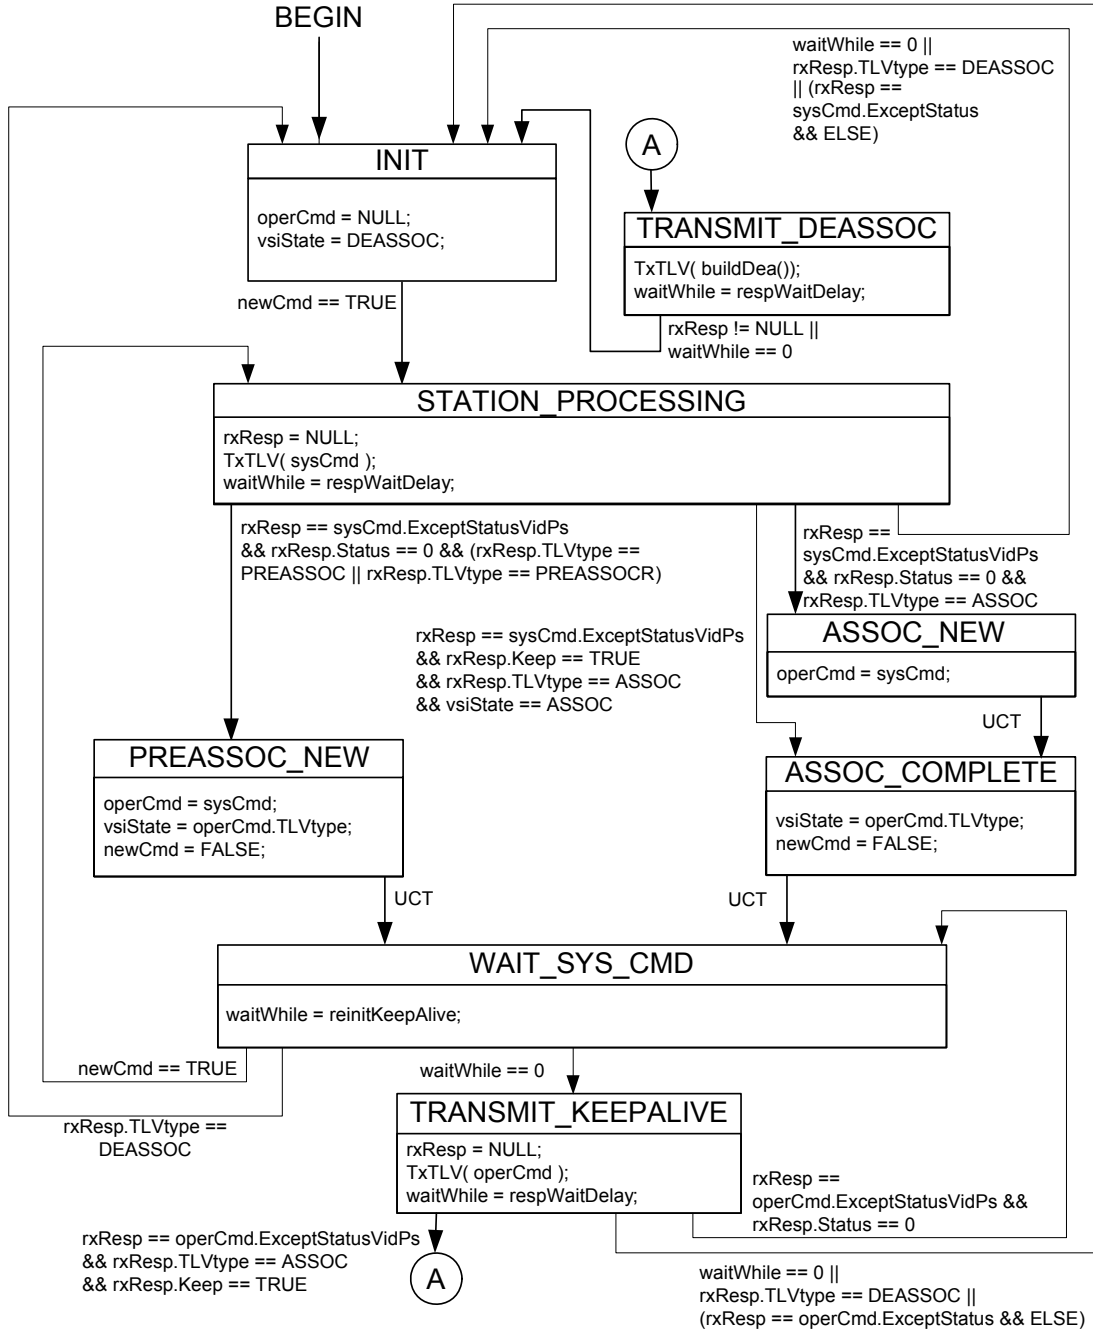 BEGIN
waitWhile == 0 ||
rxResp.TLVtype == DEASSOC
|| (rxResp ==
sysCmd.ExceptStatus
&& ELSE)
A
INIT
operCmd = NULL;
vsiState = DEASSOC;
TRANSMIT_DEASSOC
TxTLV( buildDea());
waitWhile = respWaitDelay;
newCmd == TRUE
rxResp != NULL ||
waitWhile == 0
STATION_PROCESSING
rxResp = NULL;
TxTLV( sysCmd );
waitWhile = respWaitDelay;
rxResp == sysCmd.ExceptStatusVidPs
&& rxResp.Status == 0 && (rxResp.TLVtype ==
PREASSOC || rxResp.TLVtype == PREASSOCR)
rxResp ==
sysCmd.ExceptStatusVidPs
&& rxResp.Status == 0 &&
rxResp.TLVtype == ASSOC
rxResp == sysCmd.ExceptStatusVidPs
&& rxResp.Keep == TRUE
&& rxResp.TLVtype == ASSOC
&& vsiState == ASSOC
ASSOC_NEW
operCmd = sysCmd;
UCT
PREASSOC_NEW
operCmd = sysCmd;
vsiState = operCmd.TLVtype;
newCmd = FALSE;
ASSOC_COMPLETE
vsiState = operCmd.TLVtype;
newCmd = FALSE;
UCT
UCT
WAIT_SYS_CMD
waitWhile = reinitKeepAlive;
newCmd == TRUE
waitWhile == 0
rxResp.TLVtype ==
DEASSOC
TRANSMIT_KEEPALIVE
rxResp = NULL;
TxTLV( operCmd );
waitWhile = respWaitDelay;
rxResp ==
operCmd.ExceptStatusVidPs &&
rxResp.Status == 0
rxResp == operCmd.ExceptStatusVidPs
&& rxResp.TLVtype == ASSOC
&& rxResp.Keep == TRUE
A
waitWhile == 0 ||
rxResp.TLVtype == DEASSOC ||
(rxResp == operCmd.ExceptStatus && ELSE)